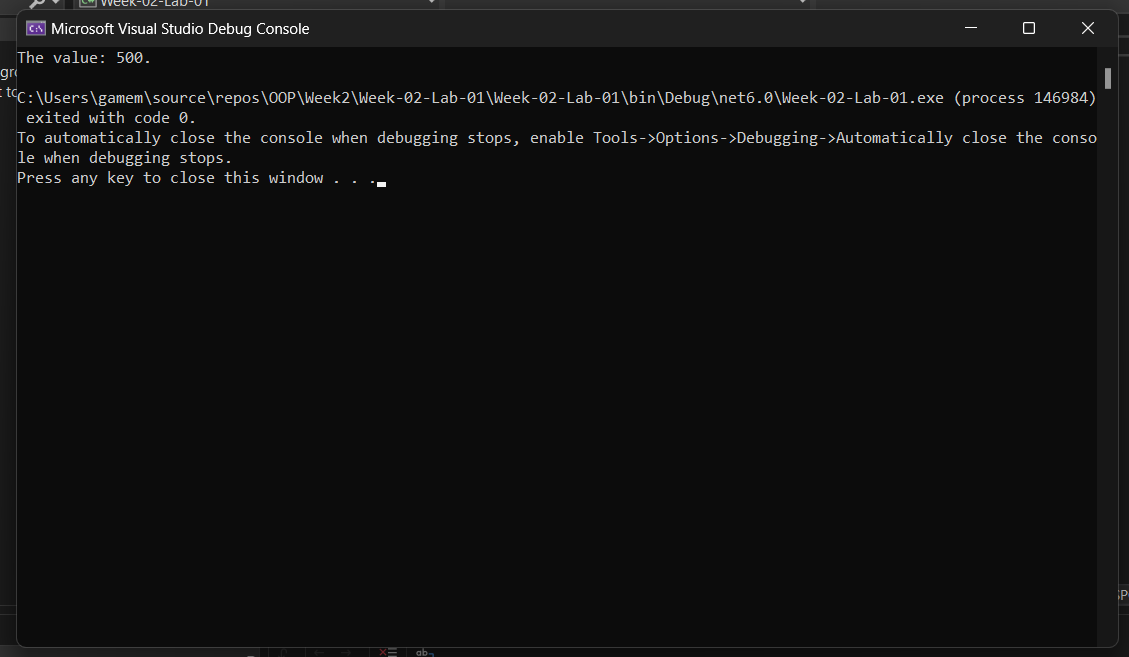 Week-02-Lab-01
Microsoft Visual Studio Debug Console
The value: 500.
C:\Users\gamem\source\repos\OOP\Week2\Week-02-Lab-01\Week-02-Lab-01\bin\Debug\net6.0\Week-02-Lab-01.exe (process 146984)
exited with code 0.
To automatically close the console when debugging stops, enable Tools->Options->Debugging->Automatically close the conso
le when debugging stops.
Press any key to close this window . . .